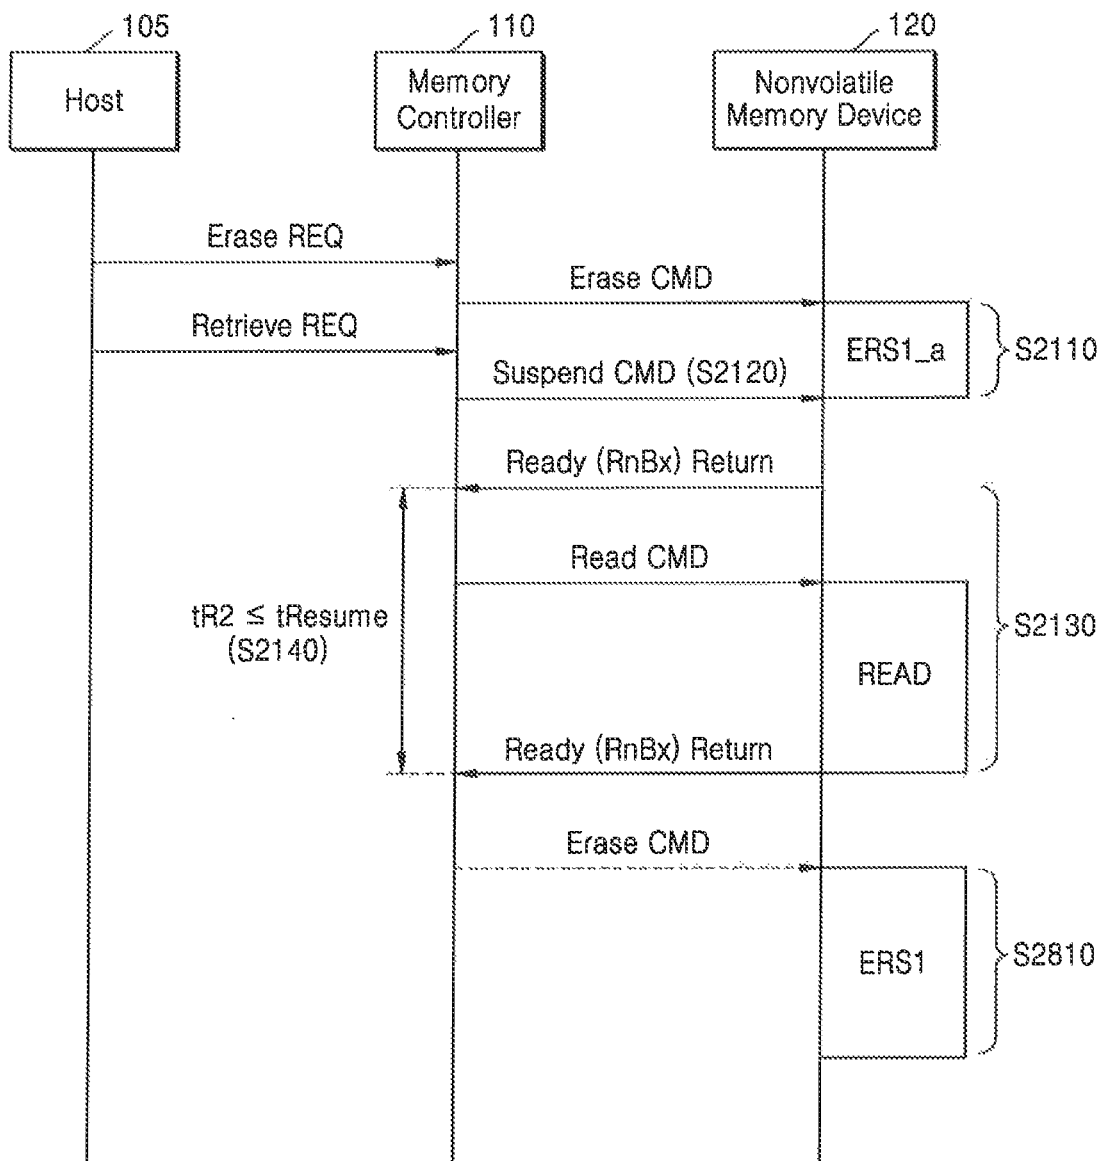 105
110
120
Host
Memory
Controller
Nonvolatile
Memory Device
Erase REQ
Erase CMD
Retrieve REQ
ERS1_a
S2110
Suspend CMD (S2120)
Ready (RnBx) Return
Read CMD
tR2 ≤ tResume
(S2140)
S2130
READ
Ready (RnBx) Return
Erase CMD
ERS1
S2810